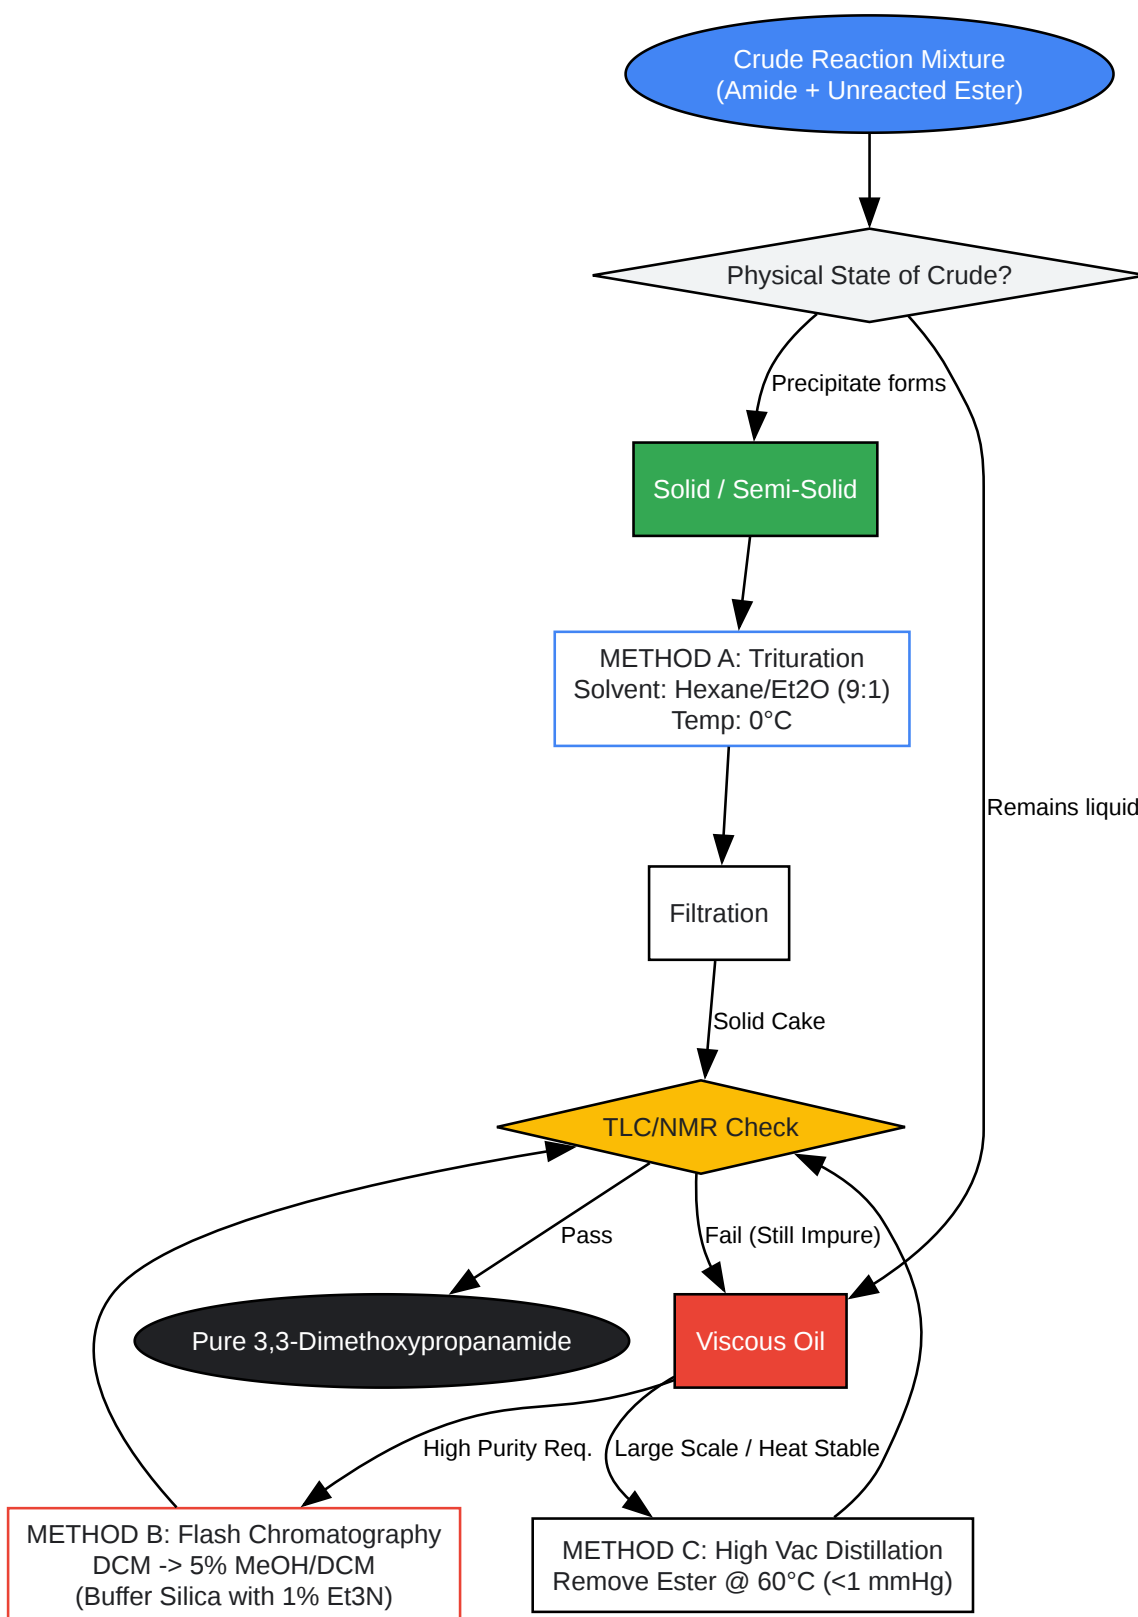 Crude Reaction Mixture
(Amide + Unreacted Ester)
Physical State of Crude?
Precipitate forms
Solid / Semi-Solid
METHOD A: Trituration
Solvent: Hexane/Et2O (9:1)
Temp: 0°C
Remains liquid
Filtration
Solid Cake
TLC/NMR Check
Pass
Fail (Still Impure)
Pure 3,3-Dimethoxypropanamide
Viscous Oil
High Purity Req.
Large Scale / Heat Stable
METHOD B: Flash Chromatography
DCM -> 5% MeOH/DCM
(Buffer Silica with 1% Et3N)
METHOD C: High Vac Distillation
Remove Ester @ 60°C (<1 mmHg)